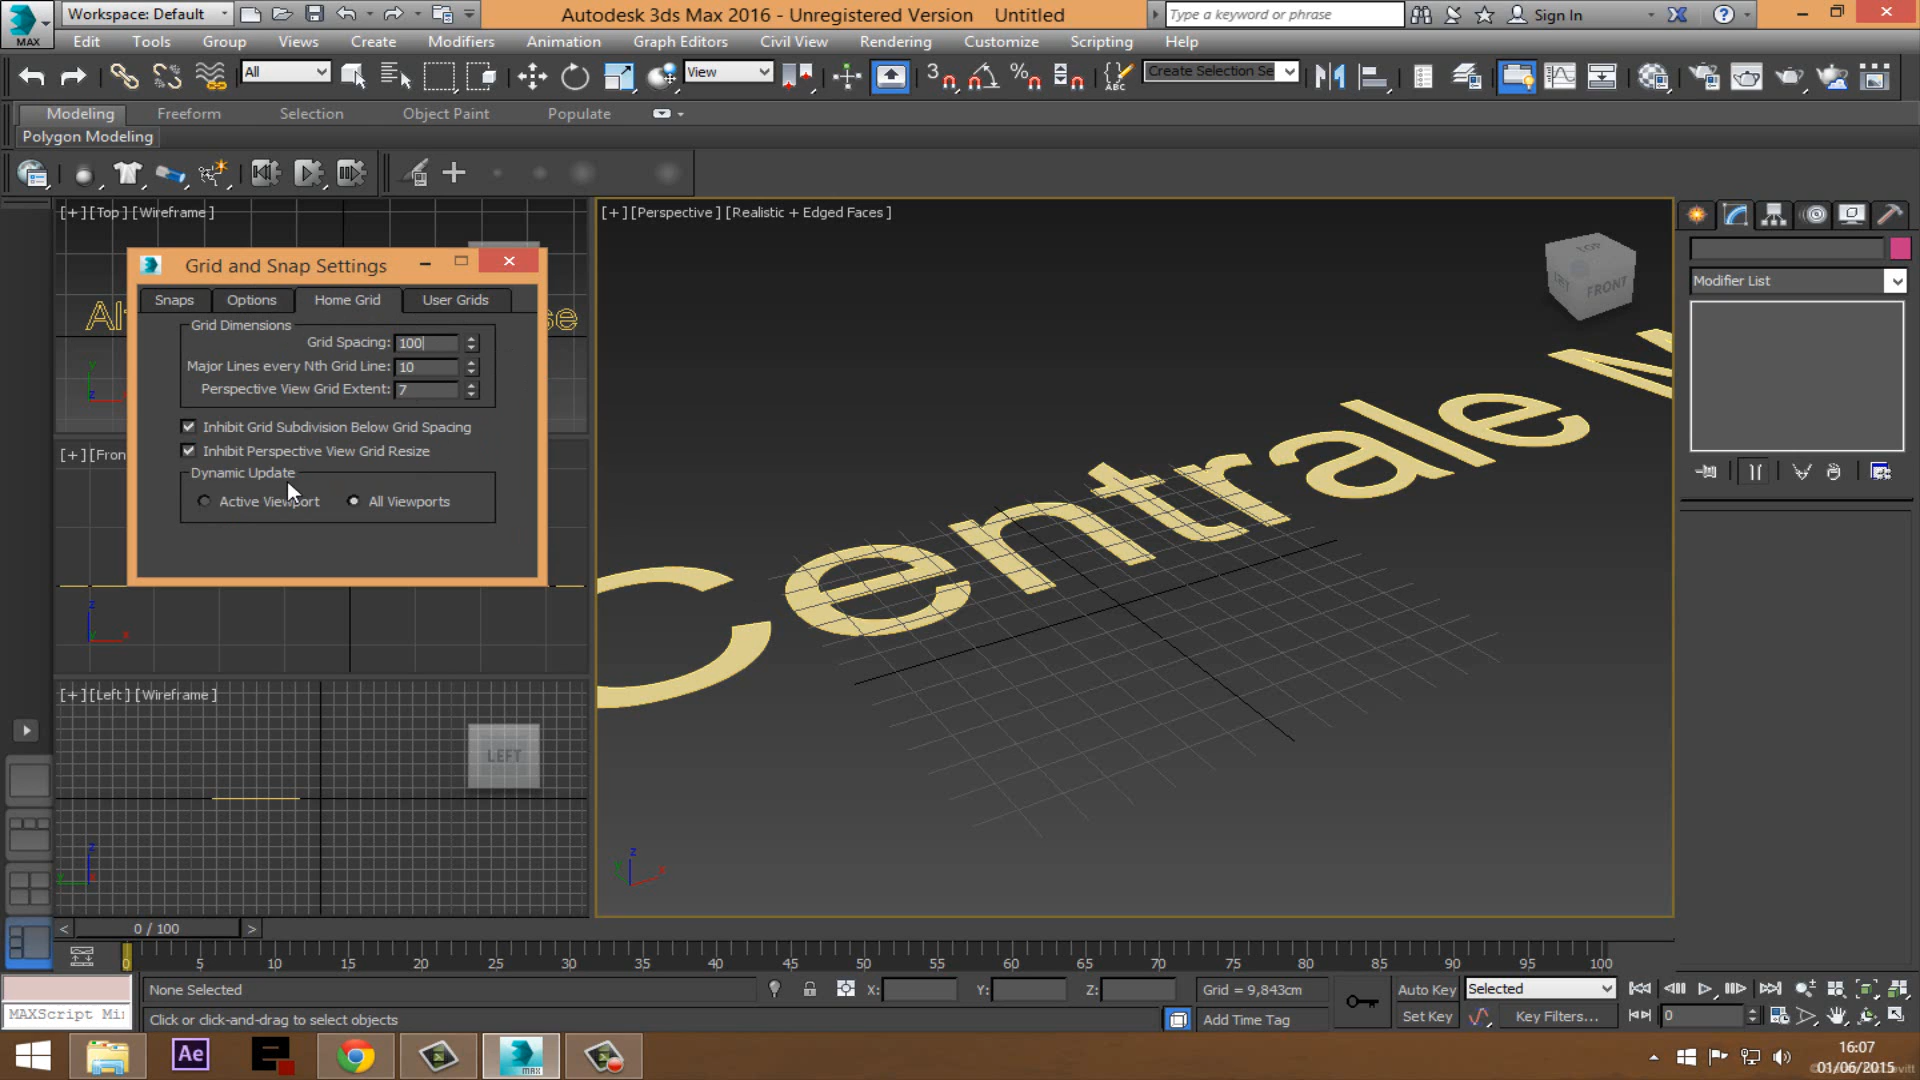 Workspace: Default
Autodesk 3ds Max 2016 - Unregistered Version Untitled
Type a keyword or phrase
Sign In
MAX
Edit Tools Group Views Create Modifiers Animation Graph Editors Civil View Rendering Customize Scripting Help
All
View
3
ABC
Create Selection Se
Modeling Freeform Selection Object Paint Populate
Polygon Modeling
[+][Top][Wireframe]
[+][Perspective][Realistic + Edged Faces]
TOP
FRONT
Modifier List
Grid and Snap Settings
Snaps Options Home Grid User Grids
Grid Dimensions
Grid Spacing: 100
Major Lines every Nth Grid Line: 10
Perspective View Grid Extent: 7
Inhibit Grid Subdivision Below Grid Spacing
Inhibit Perspective View Grid Resize
Dynamic Update
Active Viewport All Viewports
[+][Fron
se
Centrale
[+][Left][Wireframe]
LEFT
0 / 100
0 5 10 15 20 25 30 35 40 45 50 55 60 65 70 75 80 85 90 95 100
None Selected
X: Y: Z:
Grid = 9,843cm
Auto Key
Selected
MAXScript Mi
Click or click-and-drag to select objects
Add Time Tag
Set Key
Key Filters...
0
Ae
MAX
16:07
01/06/2015